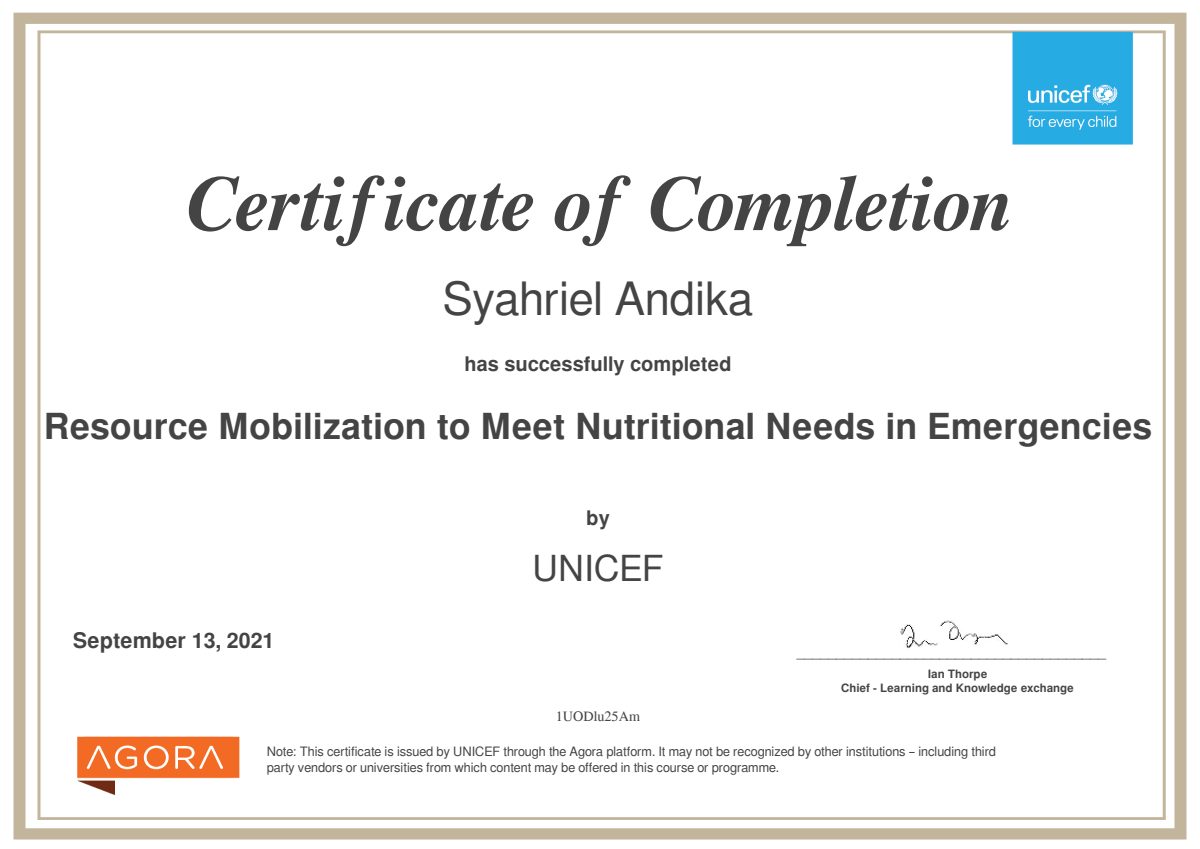 unicef
for every child
Certificate of Completion
Syahriel Andika
has successfully completed
Resource Mobilization to Meet Nutritional Needs in Emergencies
by
UNICEF
September 13, 2021
Ian Thorpe
Chief - Learning and Knowledge exchange
1UODlu25Am
AGORA
Note: This certificate is issued by UNICEF through the Agora platform. It may not be recognized by other institutions – including third
party vendors or universities from which content may be offered in this course or programme.